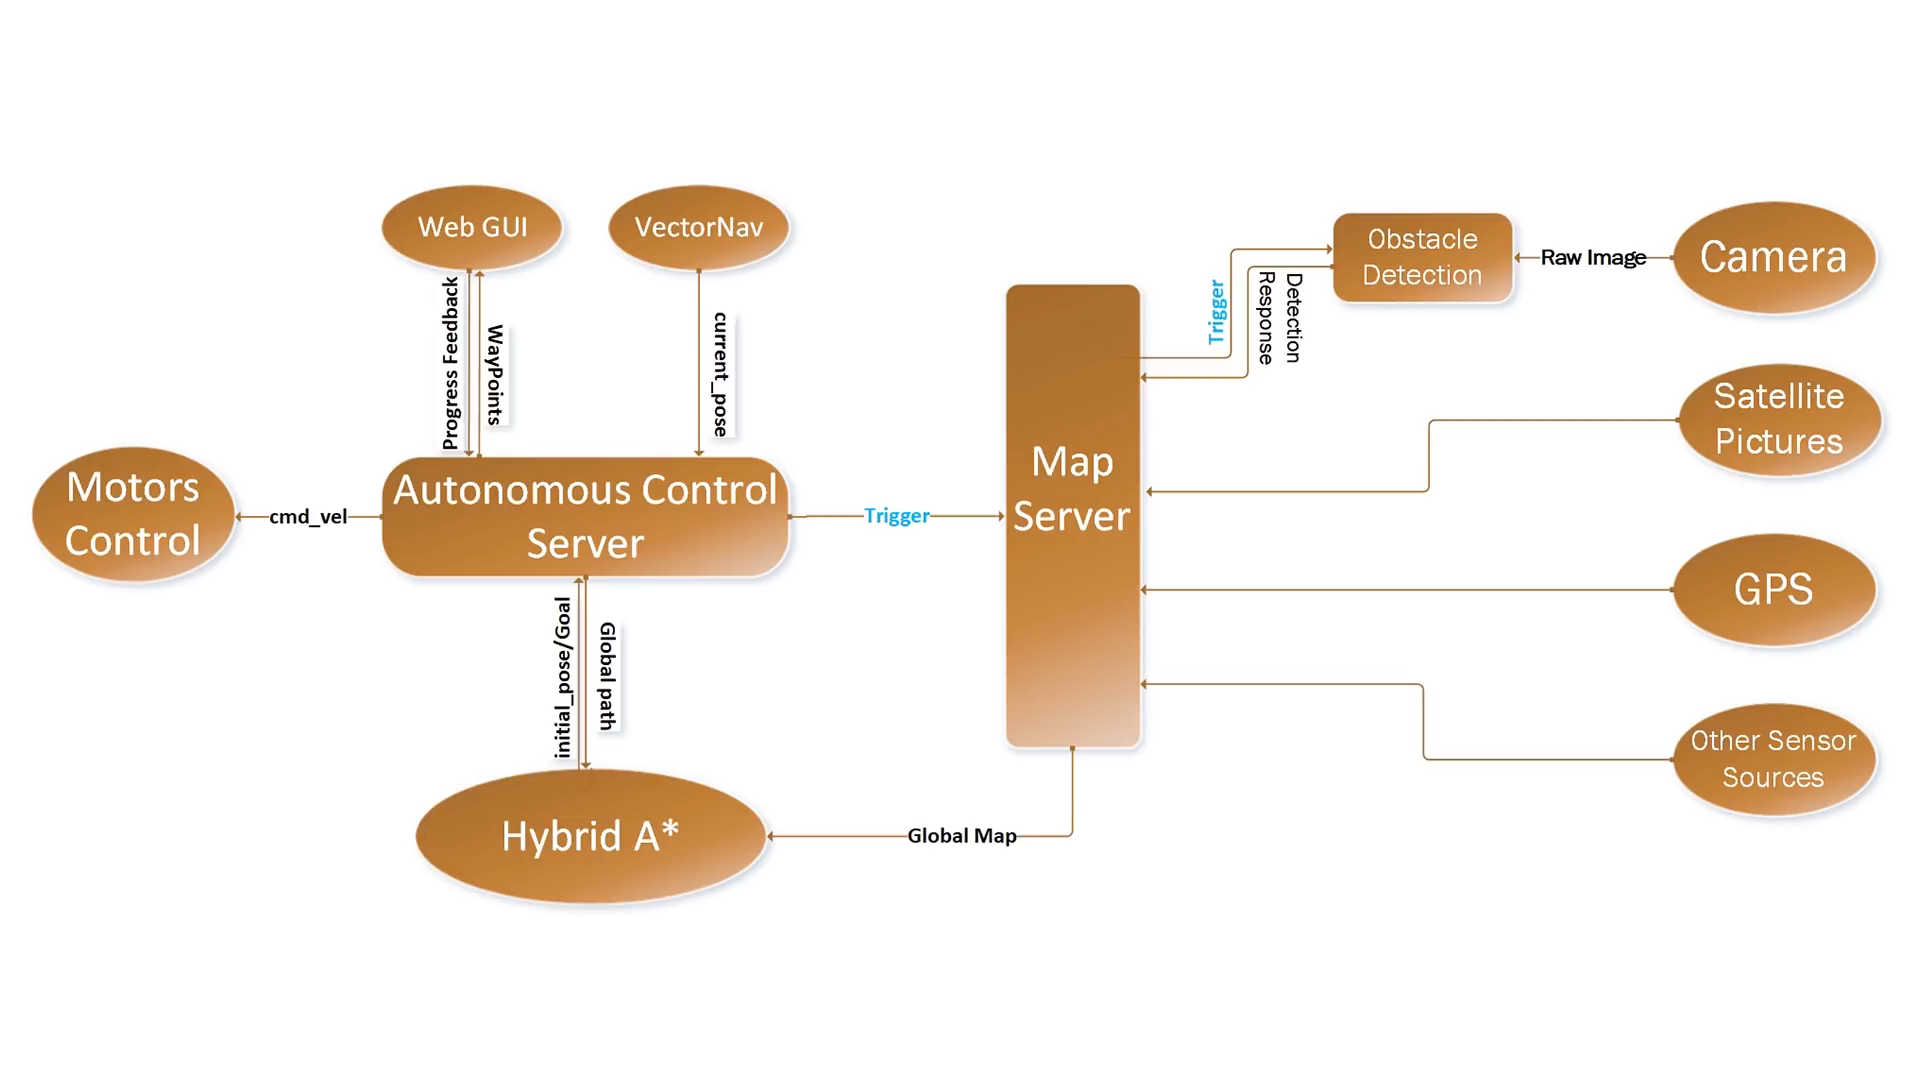 Web GUI
VectorNav
Progress Feedback
WayPoints
current_pose
Motors
Control
cmd_vel
Autonomous Control
Server
Trigger
initial_pose/Goal
Global path
Hybrid A*
Global Map
Map
Server
Trigger
Detection
Response
Obstacle
Detection
Raw Image
Camera
Satellite
Pictures
GPS
Other Sensor
Sources